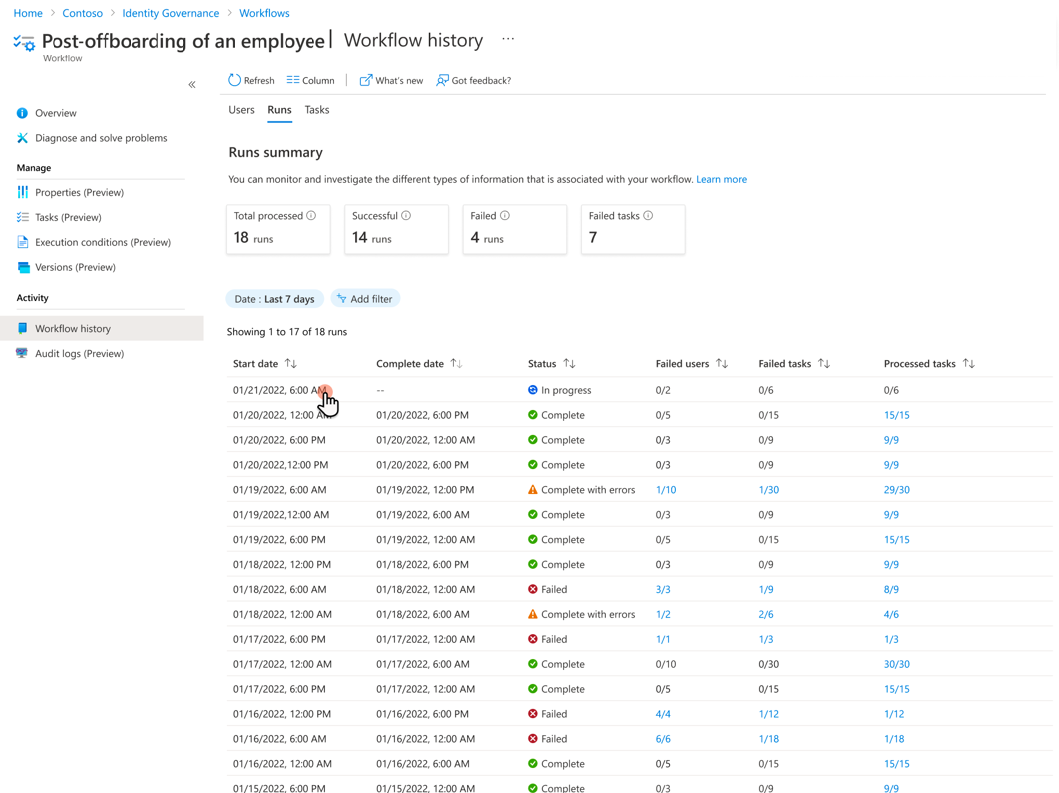 Home > Contoso > Identity Governance > Workflows
Post-offboarding of an employee | Workflow history ...
Workflow
«
Refresh Column | What's new Got feedback?
Overview
Diagnose and solve problems
Manage
Properties (Preview)
Tasks (Preview)
Execution conditions (Preview)
Versions (Preview)
Activity
Workflow history
Audit logs (Preview)
Users Runs Tasks
Runs summary
You can monitor and investigate the different types of information that is associated with your workflow. Learn more
Total processed Successful Failed Failed tasks
18 runs 14 runs 4 runs 7
Date : Last 7 days Add filter
Showing 1 to 17 of 18 runs
Start date Complete date Status Failed users Failed tasks Processed tasks
01/21/2022, 6:00 AM -- In progress 0/2 0/6 0/6
01/20/2022, 12:00 AM 01/20/2022, 6:00 PM Complete 0/5 0/15 15/15
01/20/2022, 6:00 PM 01/20/2022, 12:00 AM Complete 0/3 0/9 9/9
01/20/2022,12:00 PM 01/20/2022, 6:00 PM Complete 0/3 0/9 9/9
01/19/2022, 6:00 AM 01/19/2022, 12:00 PM Complete with errors 1/10 1/30 29/30
01/19/2022,12:00 AM 01/19/2022, 6:00 AM Complete 0/3 0/9 9/9
01/19/2022, 6:00 PM 01/19/2022, 12:00 AM Complete 0/5 0/15 15/15
01/18/2022, 12:00 PM 01/18/2022, 6:00 PM Complete 0/3 0/9 9/9
01/18/2022, 6:00 AM 01/18/2022, 12:00 AM Failed 3/3 1/9 8/9
01/18/2022, 12:00 AM 01/18/2022, 6:00 AM Complete with errors 1/2 2/6 4/6
01/17/2022, 6:00 PM 01/17/2022, 12:00 AM Failed 1/1 1/3 1/3
01/17/2022, 12:00 AM 01/17/2022, 6:00 AM Complete 0/10 0/30 30/30
01/17/2022, 6:00 PM 01/17/2022, 12:00 AM Complete 0/5 0/15 15/15
01/16/2022, 12:00 PM 01/16/2022, 6:00 PM Failed 4/4 1/12 1/12
01/16/2022, 6:00 AM 01/16/2022, 12:00 AM Failed 6/6 1/18 1/18
01/16/2022, 12:00 AM 01/16/2022, 6:00 AM Complete 0/5 0/15 15/15
01/15/2022, 6:00 PM 01/15/2022, 12:00 AM Complete 0/3 0/9 9/9